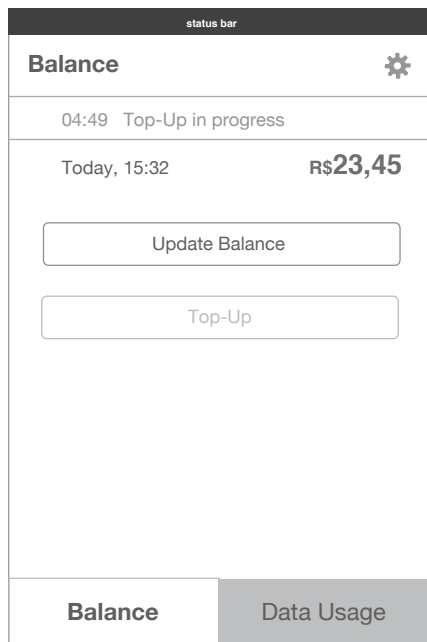 status bar
Balance
04:49 Top-Up in progress
Today, 15:32 R$23,45
Update Balance
Top-Up
Balance Data Usage